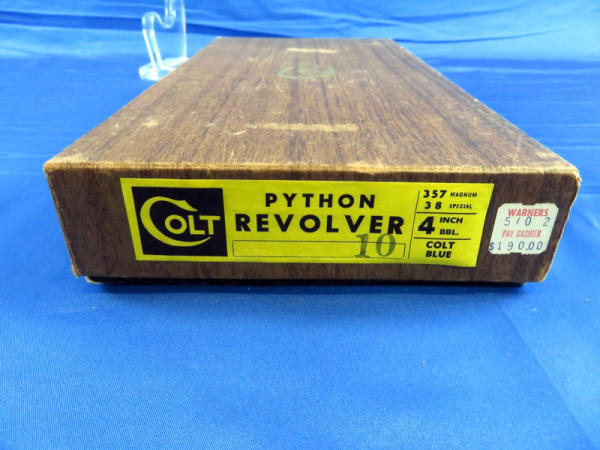 COLT
PYTHON
REVOLVER
10
357 MAGNUM
38 SPECIAL
4 INCH BBL.
COLT
BLUE
WARNERS
5 0 2
PAY CASHIER
$190.00